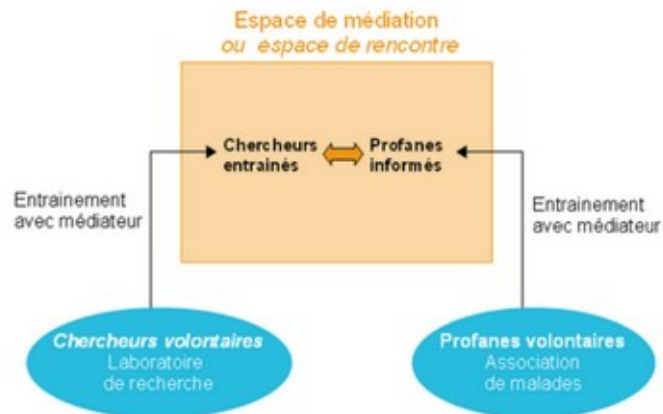 Espace de médiation
ou espace de rencontre
Chercheurs
entrainés
Profanes
informés
Entrainement
avec médiateur
Entrainement
avec médiateur
Chercheurs volontaires
Laboratoire
de recherche
Profanes volontaires
Association
de malades